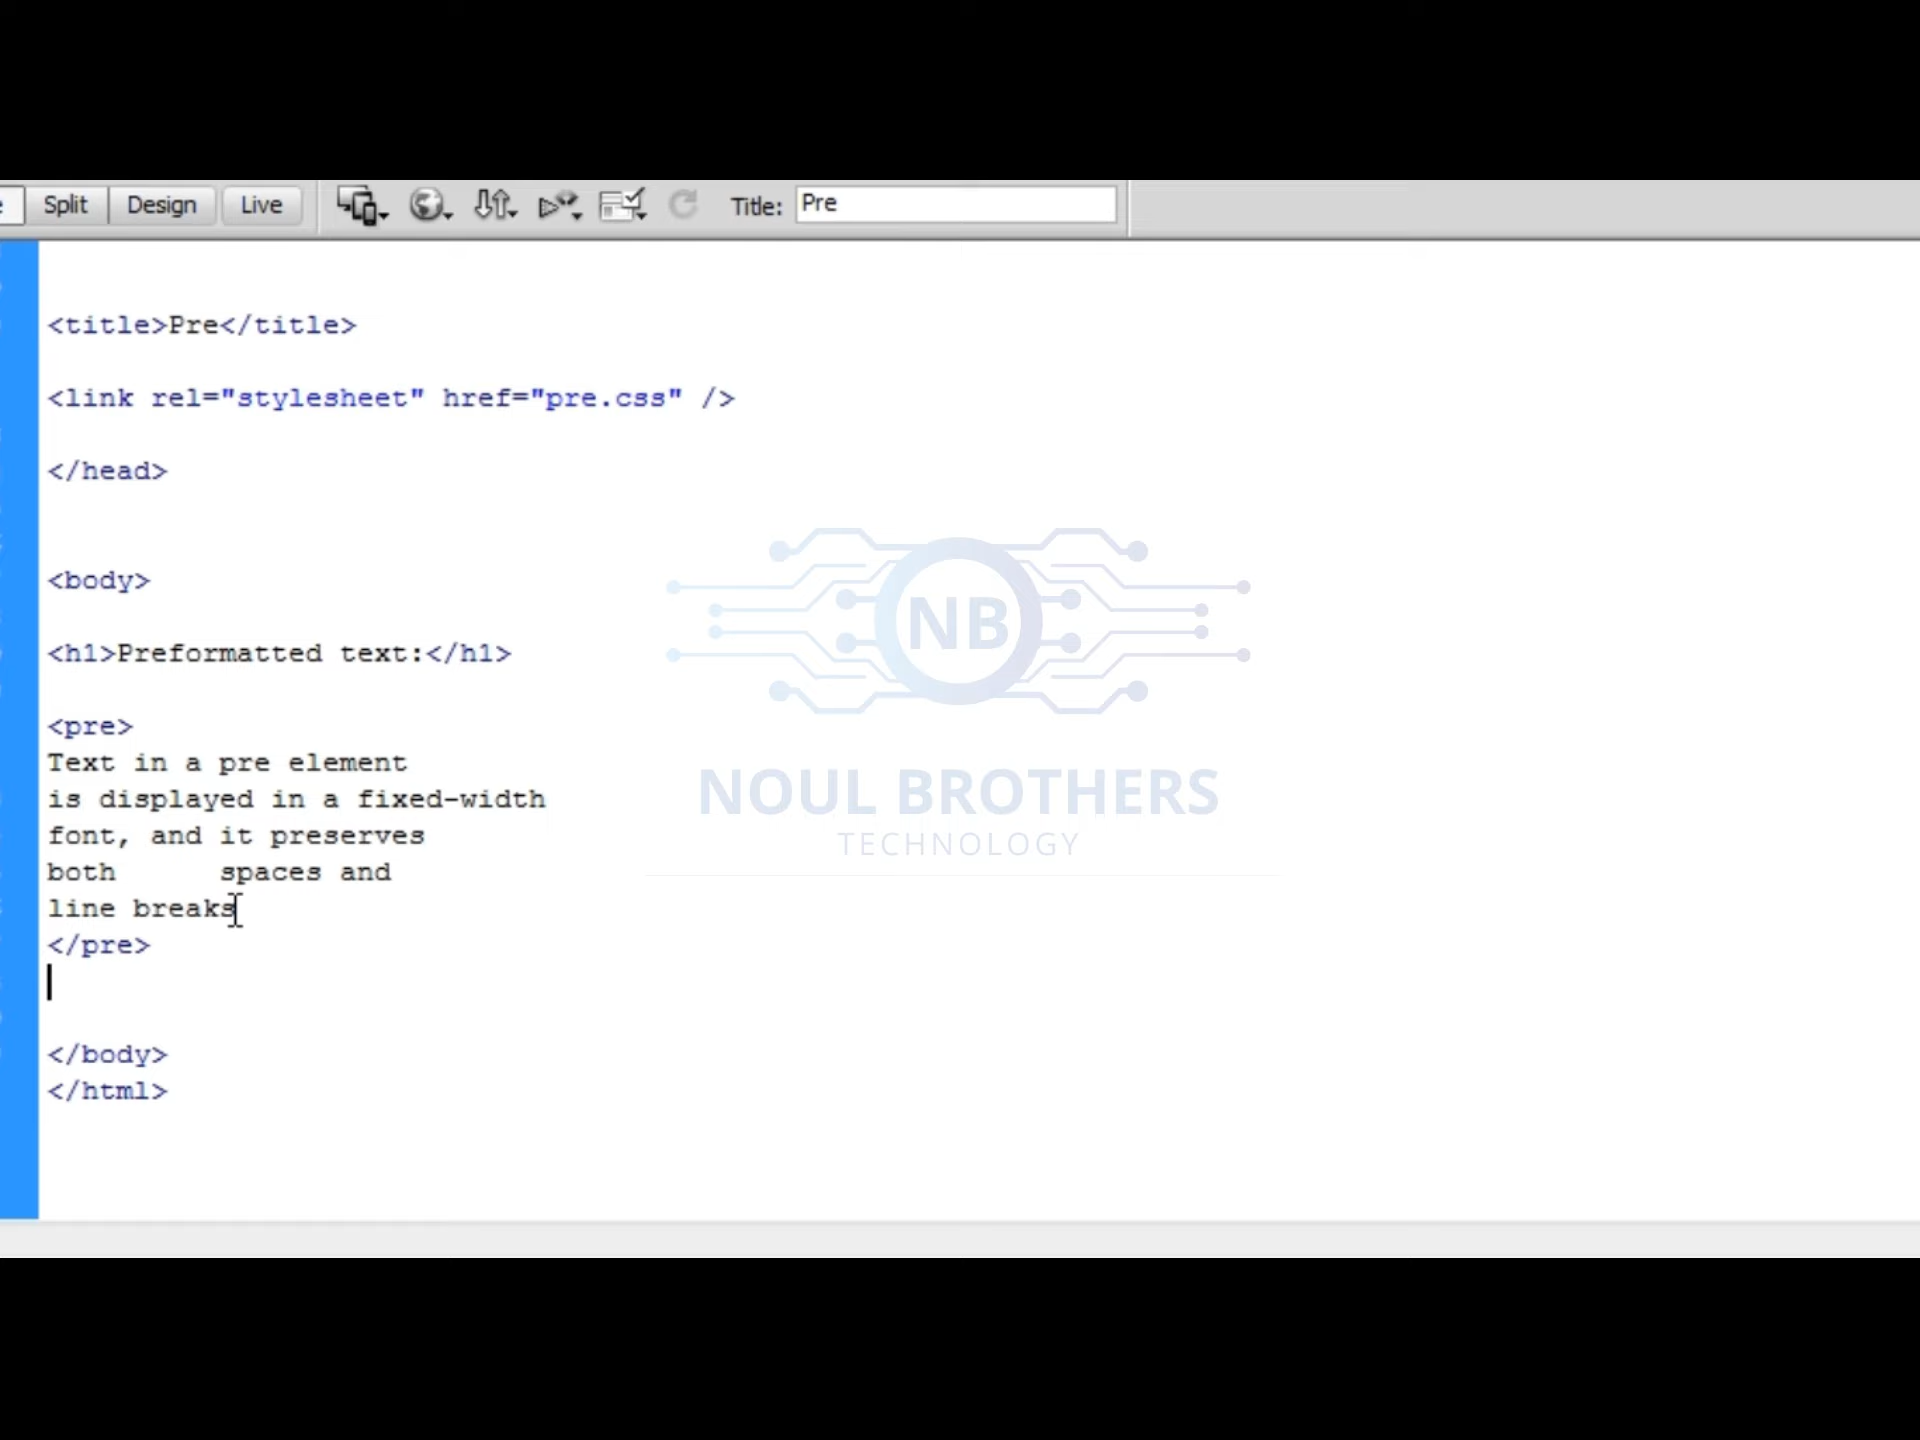 Split Design Live Title: Pre
<title>Pre</title>
<link rel="stylesheet" href="pre.css" />
</head>
<body>
<h1>Preformatted text:</h1>
<pre>
Text in a pre element
is displayed in a fixed-width
font, and it preserves
both      spaces and
line breaks
</pre>
</body>
</html>
NB
NOUL BROTHERS
TECHNOLOGY